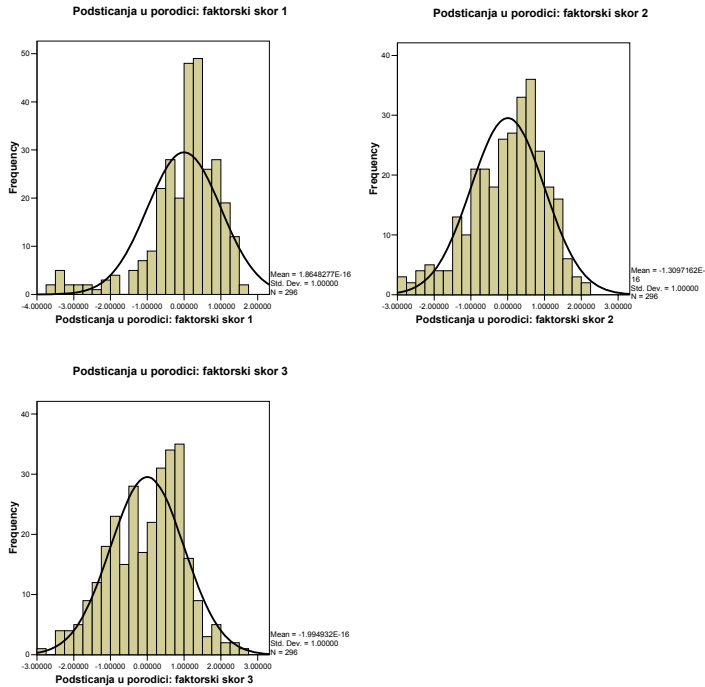 Podsticanja u porodici: faktorski skor 1
50
40
30
20
10
0
Frequency
-4.00000 -3.00000 -2.00000 -1.00000 0.00000 1.00000 2.00000
Podsticanja u porodici: faktorski skor 1
Mean = 1.8648277E-16
Std. Dev. = 1.00000
N = 296
Podsticanja u porodici: faktorski skor 2
40
30
20
10
0
Frequency
-3.00000 -2.00000 -1.00000 0.00000 1.00000 2.00000 3.00000
Podsticanja u porodici: faktorski skor 2
Mean = -1.3097162E-
16
Std. Dev. = 1.00000
N = 296
Podsticanja u porodici: faktorski skor 3
40
30
20
10
0
Frequency
-3.00000 -2.00000 -1.00000 0.00000 1.00000 2.00000 3.00000
Podsticanja u porodici: faktorski skor 3
Mean = -1.994932E-16
Std. Dev. = 1.00000
N = 296